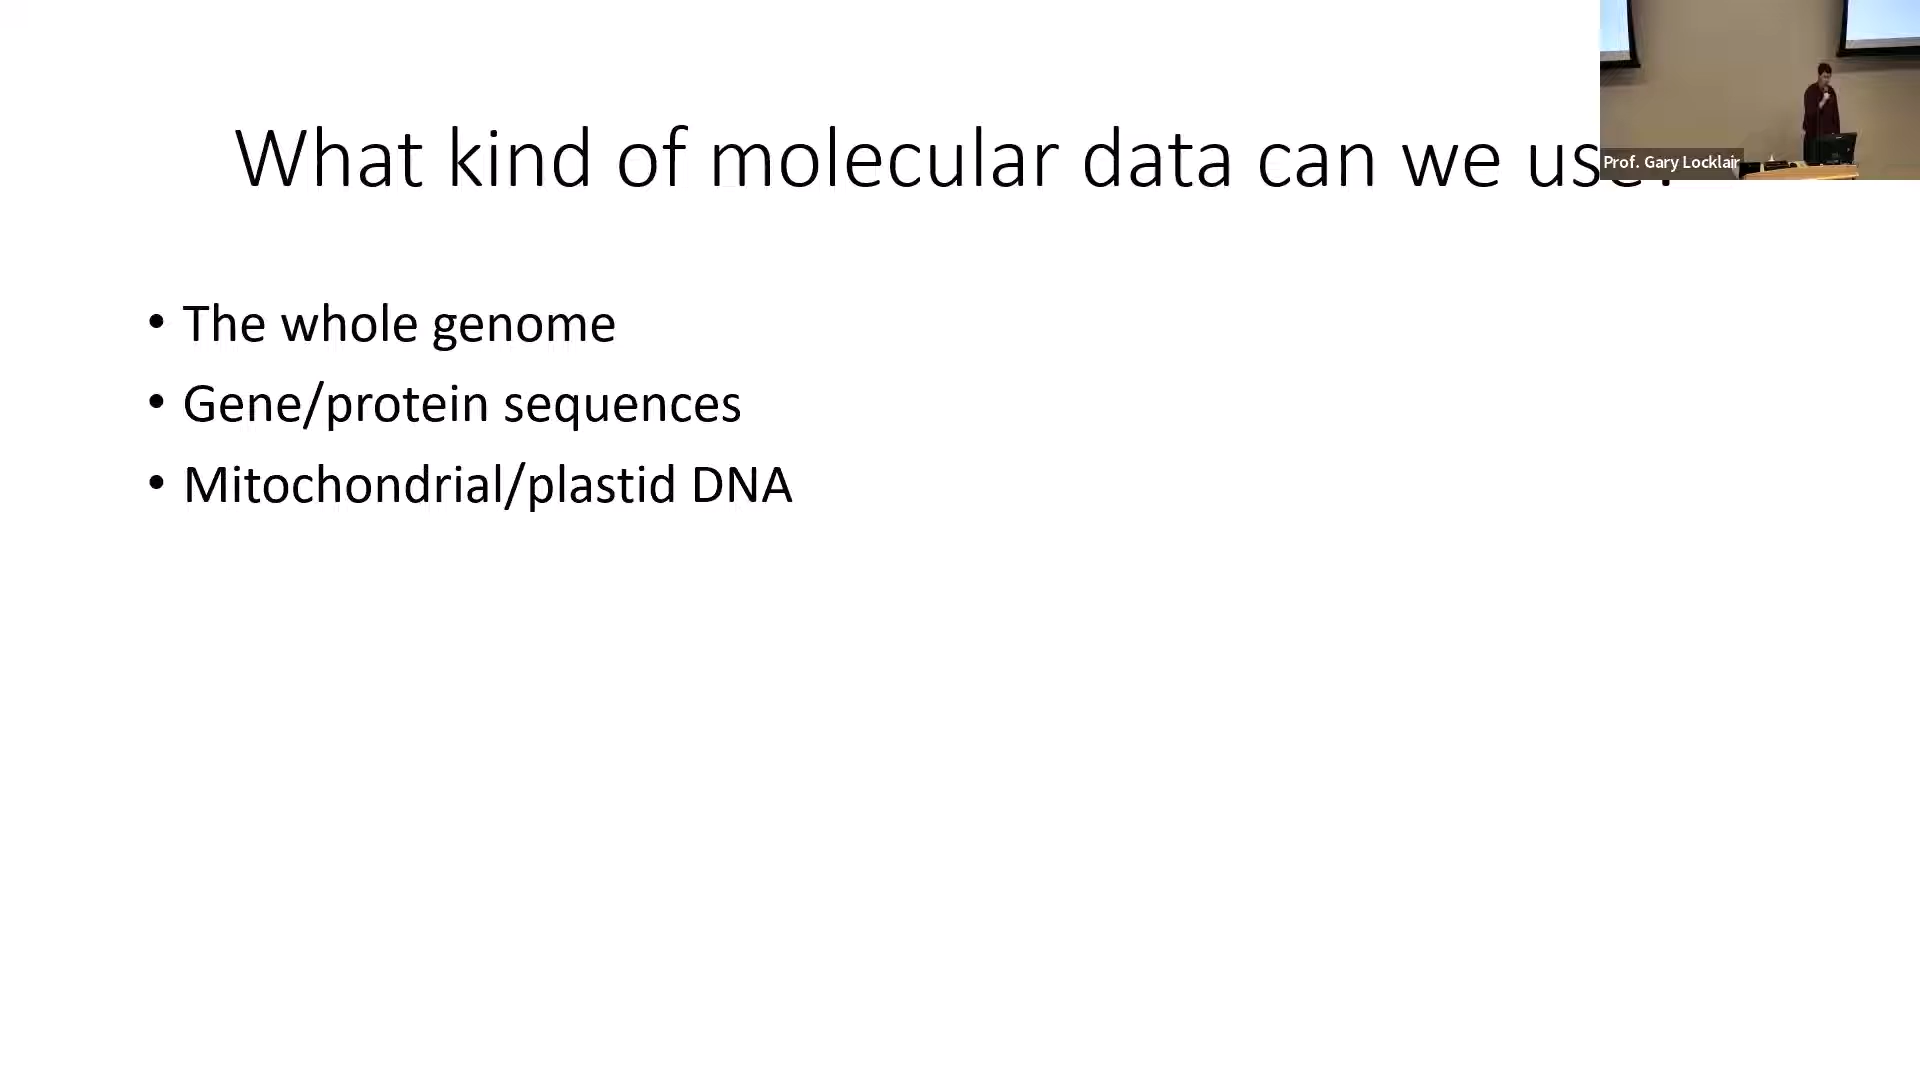 What kind of molecular data can we use?
Prof. Gary Locklair
• The whole genome
• Gene/protein sequences
• Mitochondrial/plastid DNA